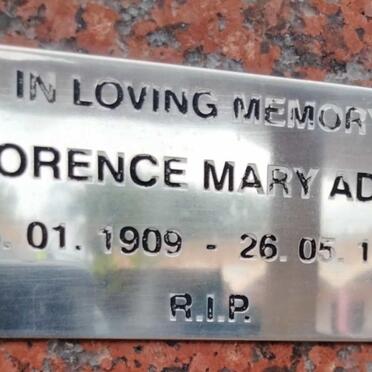 IN LOVING MEMORY
ORENCE MARY AD
. 01. 1909 - 26. 05. 1
R.I.P.